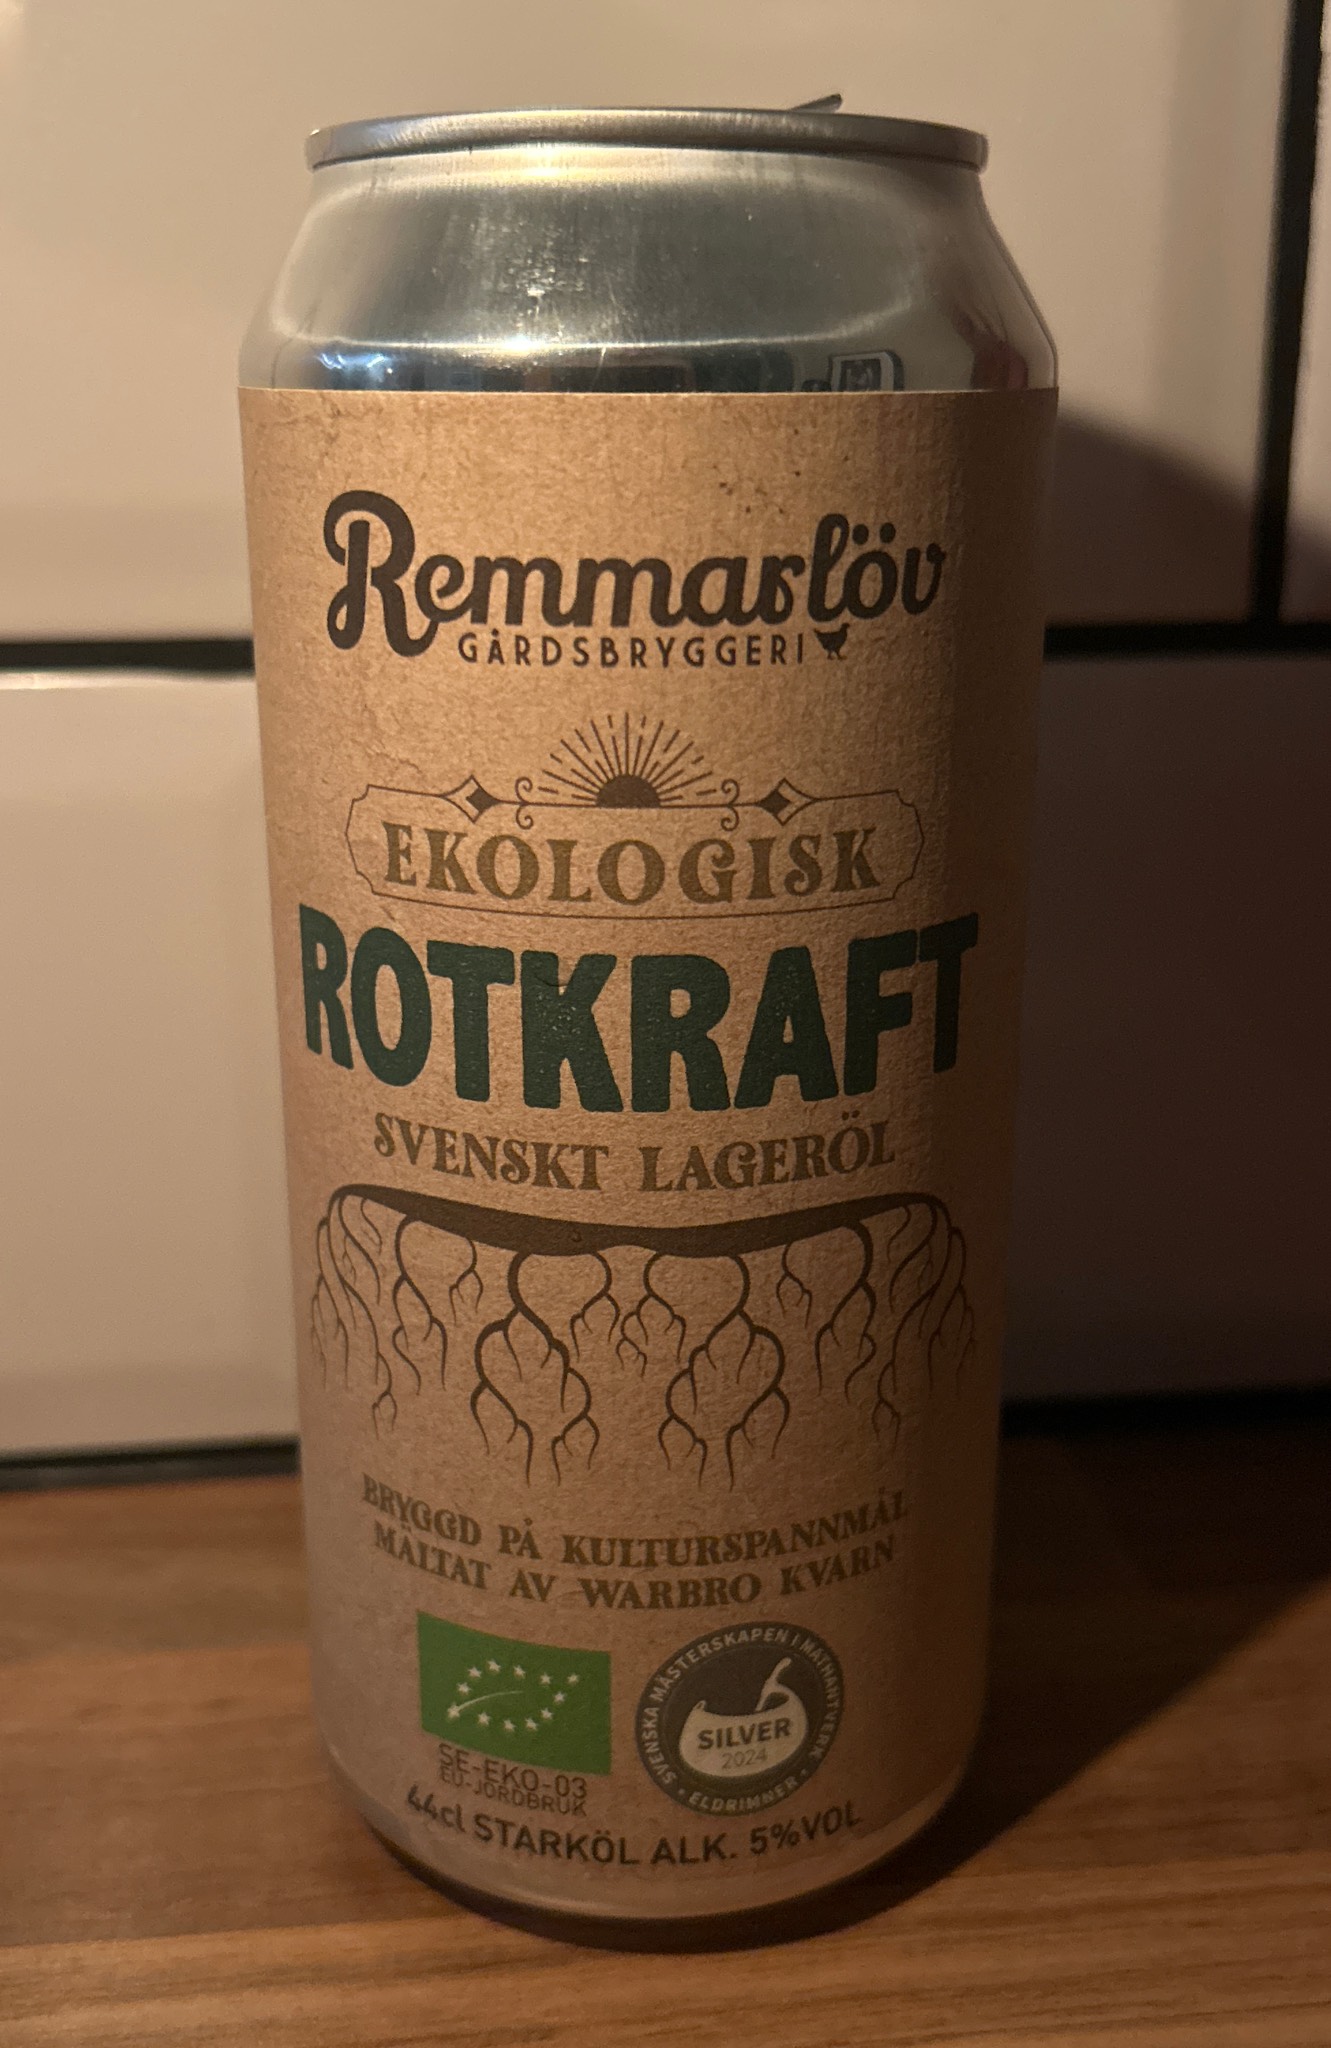 Remmarlöv
GÅRDSBRYGGERI
EKOLOGISK
ROTKRAFT
SVENSKT LAGERÖL
BRYGGD PÅ KULTURSPANNMÅL
MÄLTAT AV WARBRO KVARN
SE-EKO-03
EU-JORDBRUK
SVENSKA MÄSTERSKAPEN I MATHANTVERK
SILVER
2024
• ELDRIMNER •
44cl STARKÖL ALK. 5%VOL